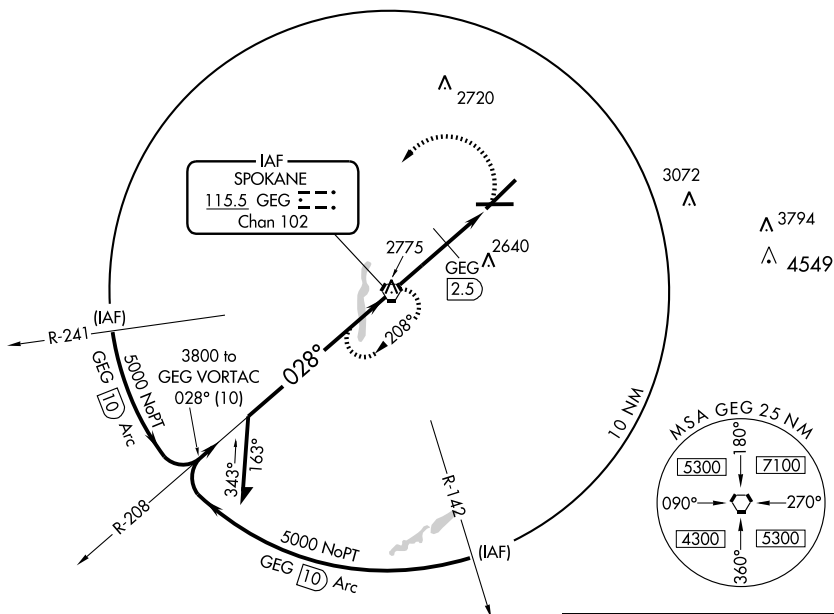 2720
IAF
SPOKANE
115.5 GEG
Chan 102
3072
3794
4549
2775
2640
GEG
2.5
(IAF)
R-241
208°
028°
3800 to
GEG VORTAC
028° (10)
5000 NoPT
GEG 10 Arc
10 NM
343°
163°
R-208
R-142
5000 NoPT
GEG 10 Arc
(IAF)
MSA GEG 25 NM
180°
5300
7100
090°
270°
4300
5300
360°